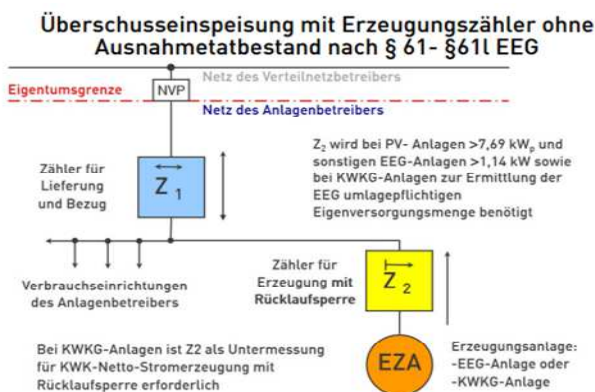 Überschusseinspeisung mit Erzeugungszähler ohne
Ausnahmetatbestand nach § 61- §61l EEG
Netz des Verteilnetzbetreibers
Eigentumsgrenze
NVP
Netz des Anlagenbetreibers
Z₂ wird bei PV- Anlagen >7,69 kWₚ und
sonstigen EEG-Anlagen >1,14 kW sowie
bei KWKG-Anlagen zur Ermittlung der
EEG umlagepflichtigen
Eigenversorgungsmenge benötigt
Zähler für
Lieferung
und Bezug
Z ₁
Zähler für
Erzeugung mit
Rücklaufsperre
Z ₂
Verbrauchseinrichtungen
des Anlagenbetreibers
Bei KWKG-Anlagen ist Z2 als Untermessung
für KWK-Netto-Stromerzeugung mit
Rücklaufsperre erforderlich
EZA
Erzeugungsanlage:
-EEG-Anlage oder
-KWKG-Anlage